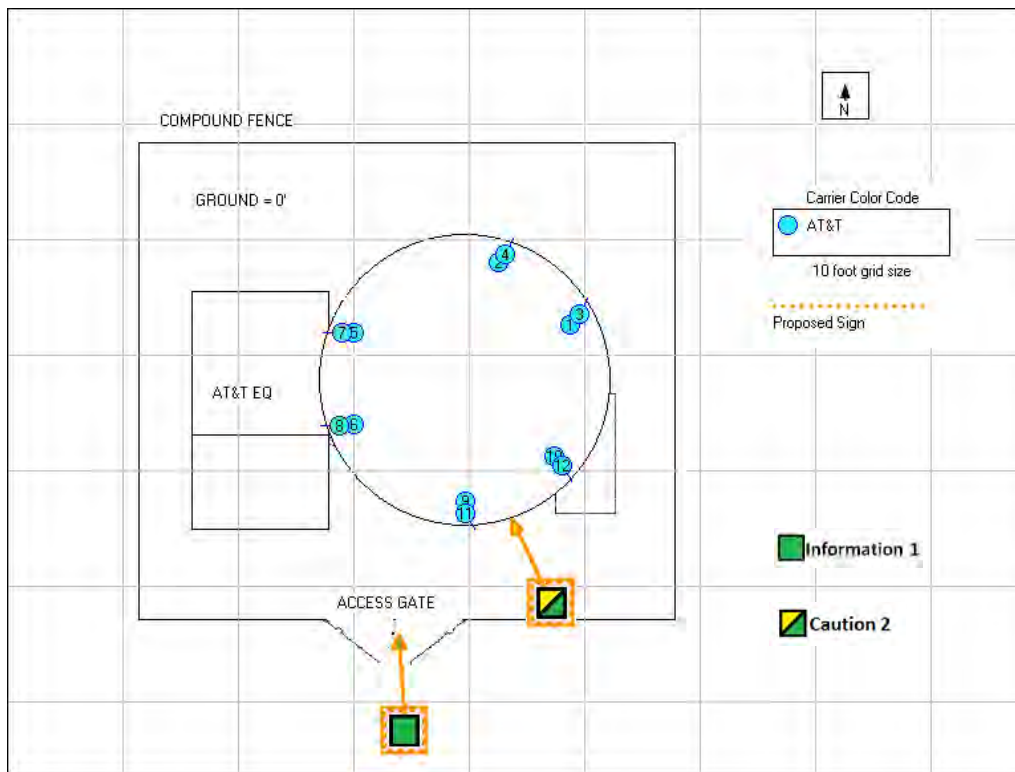 N
COMPOUND FENCE
GROUND = 0'
Carrier Color Code
AT&T
10 foot grid size
Proposed Sign
4
2
3
1
7 5
AT&T EQ
8 6
10
12
9
11
Information 1
ACCESS GATE
Caution 2